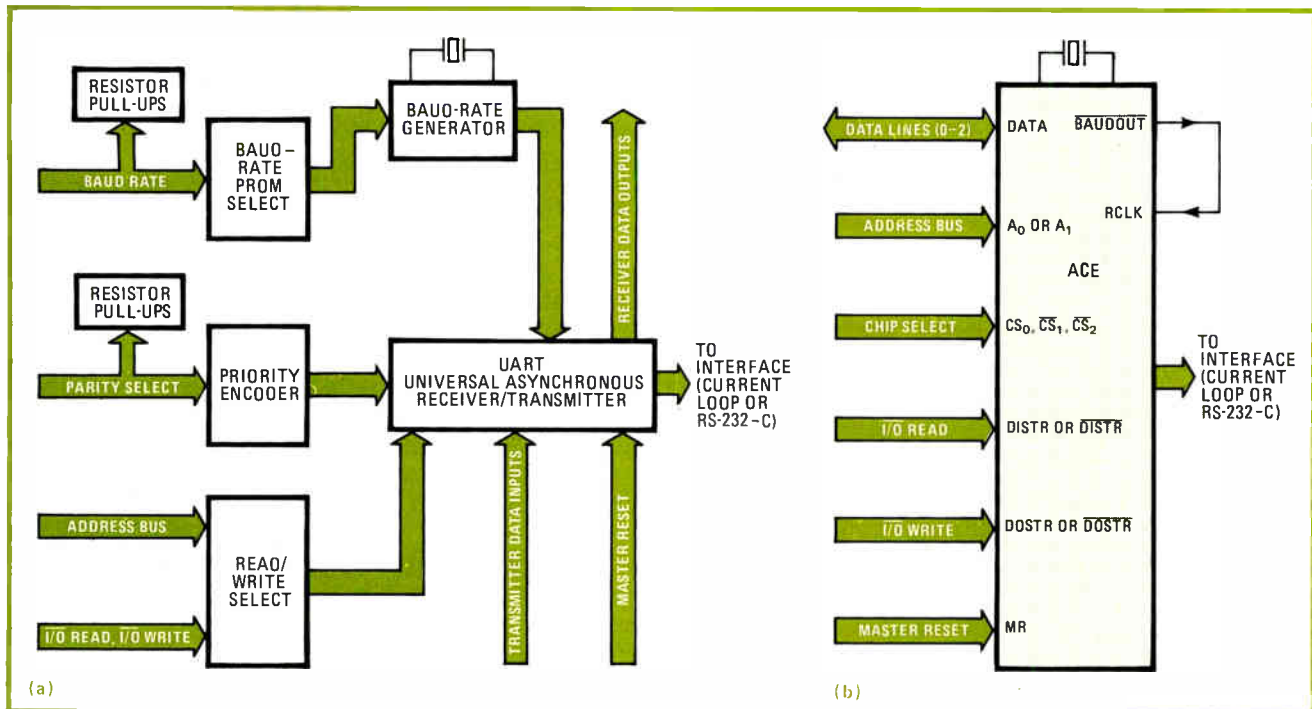 RESISTOR
PULL-UPS
BAUD RATE
BAUO-
RATE
PROM
SELECT
BAUO-RATE
GENERATOR
RECEIVER DATA OUTPUTS
RESISTOR
PULL-UPS
PARITY SELECT
PRIORITY
ENCOOER
UART
UNIVERSAL ASYNCHRONOUS
RECEIVER/TRANSMITTER
TO
INTERFACE
(CURRENT
LOOP OR
RS-232-C)
ADDRESS BUS
I/O READ, I/O WRITE
REAO/
WRITE
SELECT
TRANSMITTER DATA INPUTS
MASTER RESET
(a)
DATA LINES (0-2)
DATA
BAUDOUT
RCLK
ADDRESS BUS
A₀ OR A₁
ACE
CHIP SELECT
CS₀, C̅S̅₁, C̅S̅₂
TO
INTERFACE
(CURRENT
LOOP OR
RS-232-C)
I/O READ
DISTR OR D̅I̅S̅T̅R̅
I/O WRITE
DOSTR OR D̅O̅S̅T̅R̅
MASTER RESET
MR
(b)